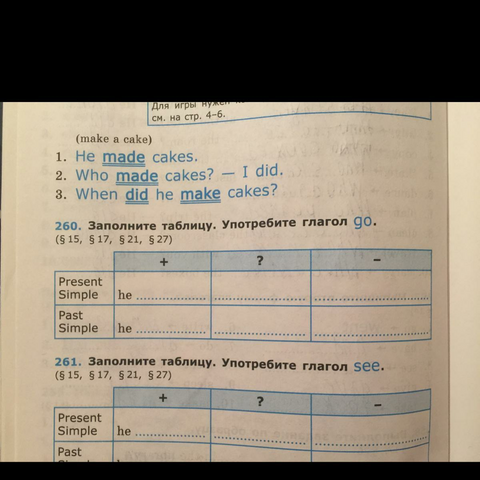 Для игры нужен
см. на стр. 4–6.
(make a cake)
1. He made cakes.
2. Who made cakes? — I did.
3. When did he make cakes?
260. Заполните таблицу. Употребите глагол go.
(§ 15, § 17, § 21, § 27)
+ ? –
Present
Simple he ....................
Past
Simple he ....................
261. Заполните таблицу. Употребите глагол see.
(§ 15, § 17, § 21, § 27)
+ ? –
Present
Simple he ....................
Past
he